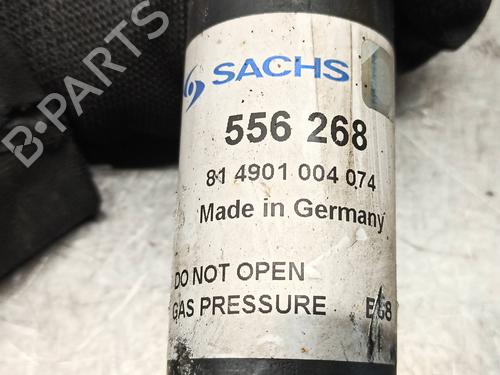 SACHS
556 268
81 4901 004 074
Made in Germany
DO NOT OPEN
GAS PRESSURE
B-PARTS